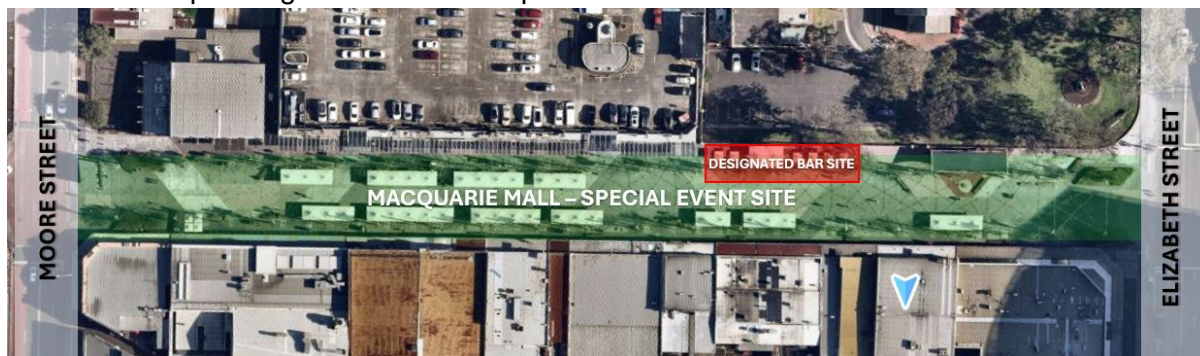 MOORE STREET
DESIGNATED BAR SITE
MACQUARIE MALL – SPECIAL EVENT SITE
ELIZABETH STREET